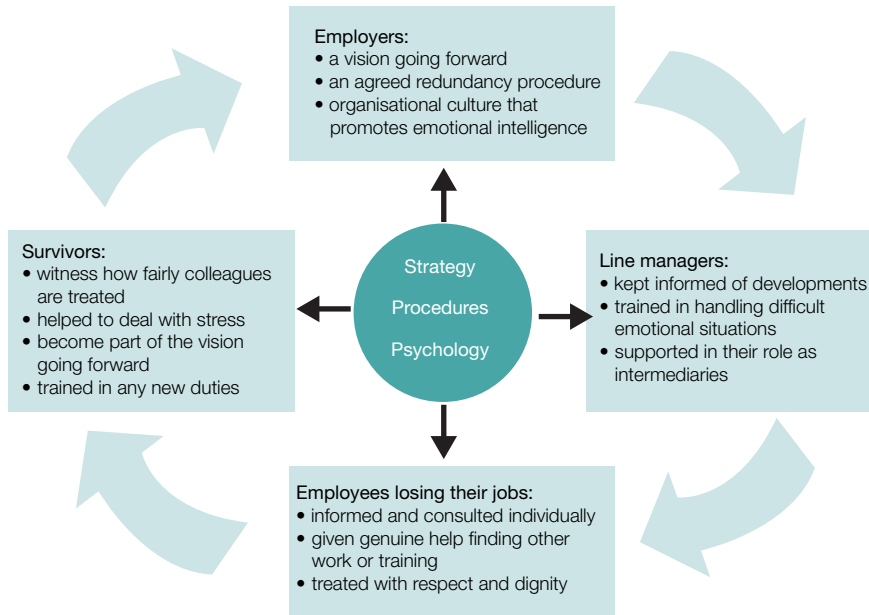 Employers:
• a vision going forward
• an agreed redundancy procedure
• organisational culture that
promotes emotional intelligence
Survivors:
• witness how fairly colleagues
are treated
• helped to deal with stress
• become part of the vision
going forward
• trained in any new duties
Strategy
Procedures
Psychology
Line managers:
• kept informed of developments
• trained in handling difficult
emotional situations
• supported in their role as
intermediaries
Employees losing their jobs:
• informed and consulted individually
• given genuine help finding other
work or training
• treated with respect and dignity